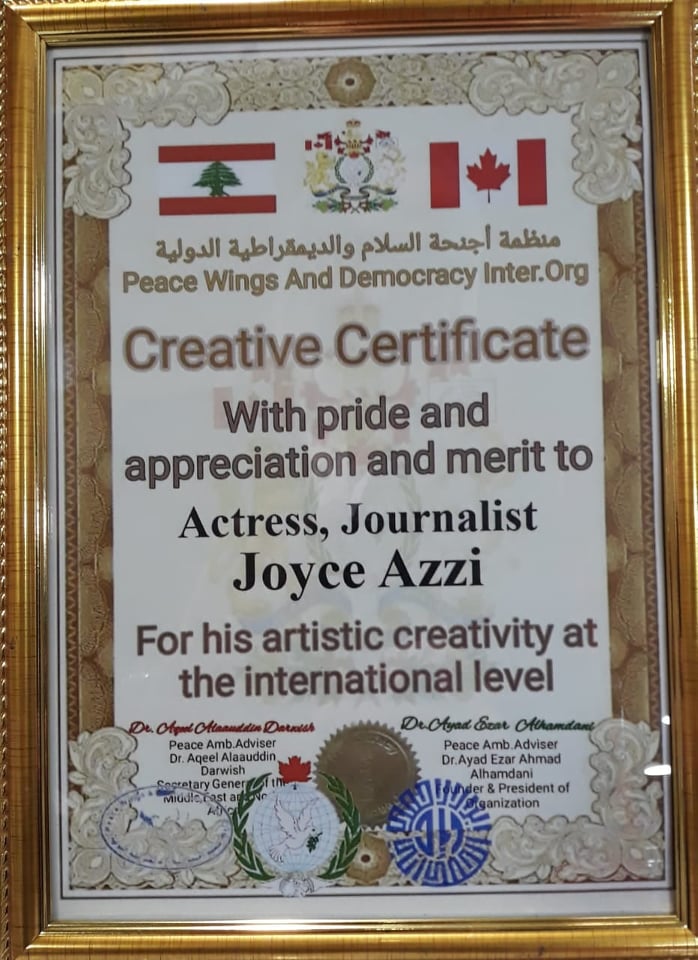 منظمة أجنحة السلام والديمقراطية الدولية
Peace Wings And Democracy Inter.Org
Creative Certificate
With pride and
appreciation and merit to
Actress, Journalist
Joyce Azzi
For his artistic creativity at
the international level
Dr. Aqeel Alaauddin Darwish
Peace Amb.Adviser
Dr. Aqeel Alaauddin
Darwish
Secretary General of the
Middle East
Dr. Ayad Ezar Alhamdani
Peace Amb.Adviser
Dr.Ayad Ezar Ahmad
Alhamdani
Founder & President of
Organization